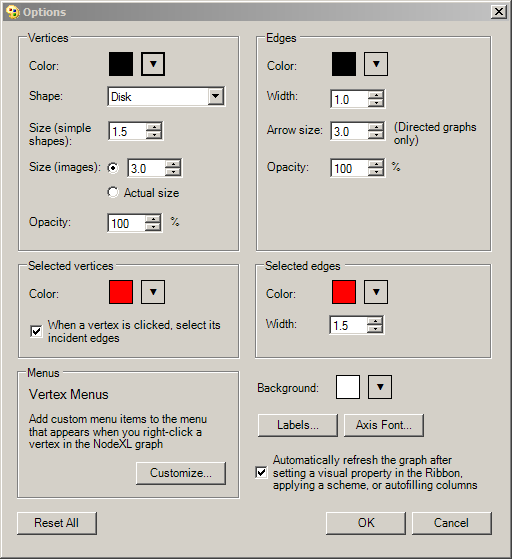 Options
Vertices
Color:
Shape: Disk
Size (simple
shapes): 1.5
Size (images): 3.0
Actual size
Opacity: 100 %
Edges
Color:
Width: 1.0
Arrow size: 3.0 (Directed graphs
only)
Opacity: 100 %
Selected vertices
Color:
When a vertex is clicked, select its
incident edges
Selected edges
Color:
Width: 1.5
Menus
Vertex Menus
Add custom menu items to the menu
that appears when you right-click a
vertex in the NodeXL graph
Customize...
Background:
Labels... Axis Font...
Automatically refresh the graph after
setting a visual property in the Ribbon,
applying a scheme, or autofilling columns
Reset All OK Cancel